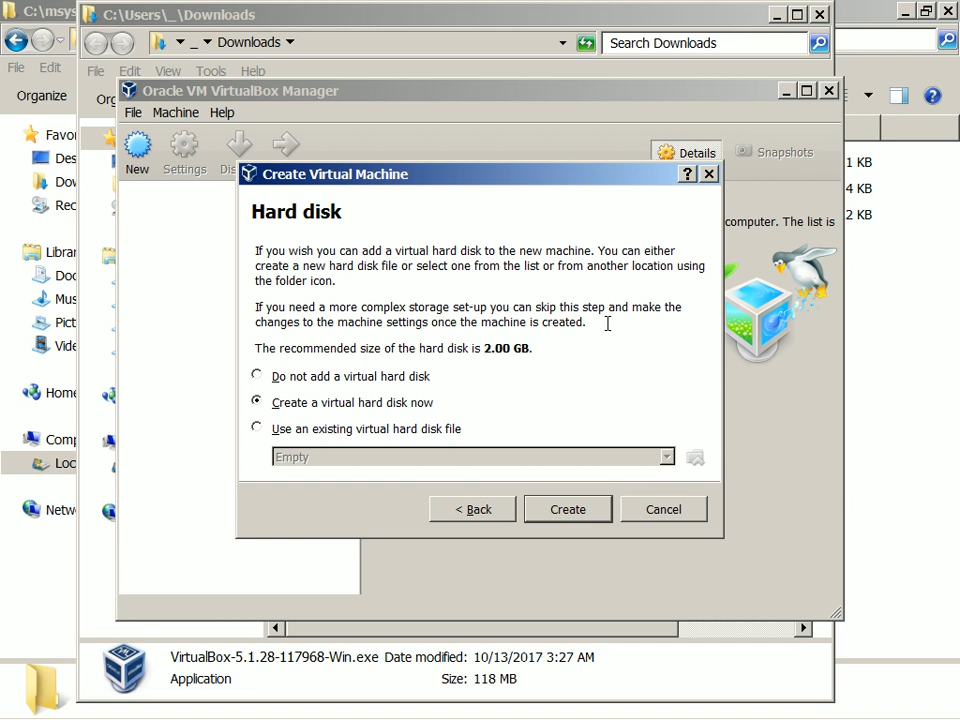 C:\msys
C:\Users\_\Downloads
_ Downloads
Search Downloads
File Edit
File Edit View Tools Help
Organize
Org
Oracle VM VirtualBox Manager
File Machine Help
New
Settings
Dis
Details
Snapshots
Favor
Des
Dow
Rec
Librar
Doc
Mus
Pict
Vide
Home
Comp
Loc
Netw
1 KB
4 KB
2 KB
computer. The list is
Create Virtual Machine
Hard disk
If you wish you can add a virtual hard disk to the new machine. You can either
create a new hard disk file or select one from the list or from another location using
the folder icon.
If you need a more complex storage set-up you can skip this step and make the
changes to the machine settings once the machine is created.
The recommended size of the hard disk is 2.00 GB.
Do not add a virtual hard disk
Create a virtual hard disk now
Use an existing virtual hard disk file
Empty
< Back
Create
Cancel
VirtualBox-5.1.28-117968-Win.exe Date modified: 10/13/2017 3:27 AM
Application Size: 118 MB